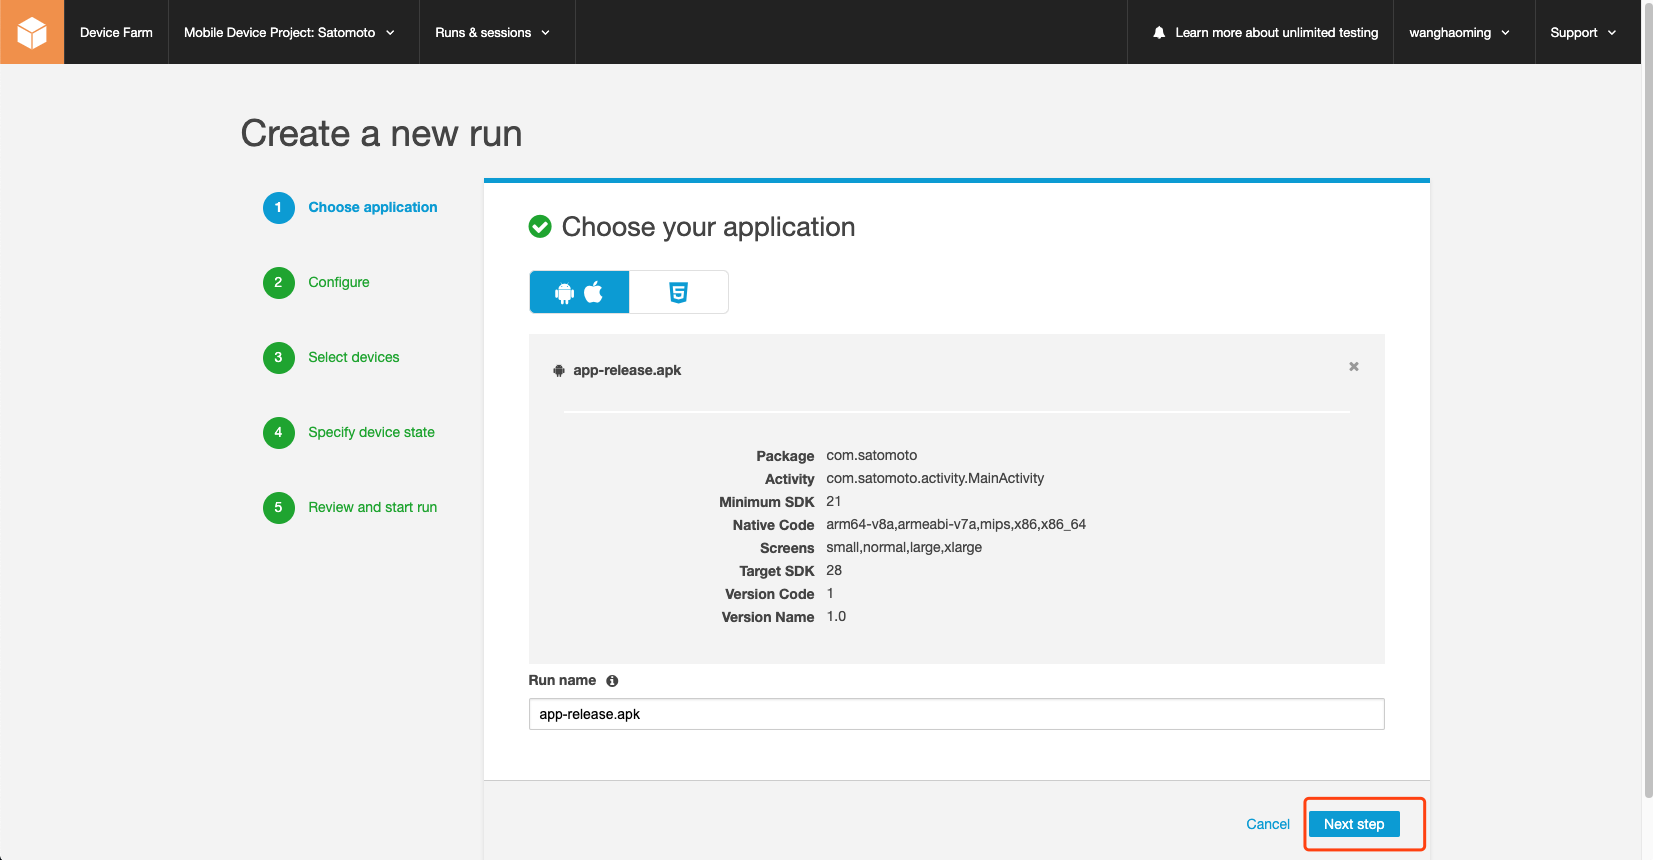 Device Farm
Mobile Device Project: Satomoto
Runs & sessions
Learn more about unlimited testing
wanghaoming
Support
Create a new run
1 Choose application
2 Configure
3 Select devices
4 Specify device state
5 Review and start run
Choose your application
5
app-release.apk
Package com.satomoto
Activity com.satomoto.activity.MainActivity
Minimum SDK 21
Native Code arm64-v8a,armeabi-v7a,mips,x86,x86_64
Screens small,normal,large,xlarge
Target SDK 28
Version Code 1
Version Name 1.0
Run name
app-release.apk
Cancel
Next step